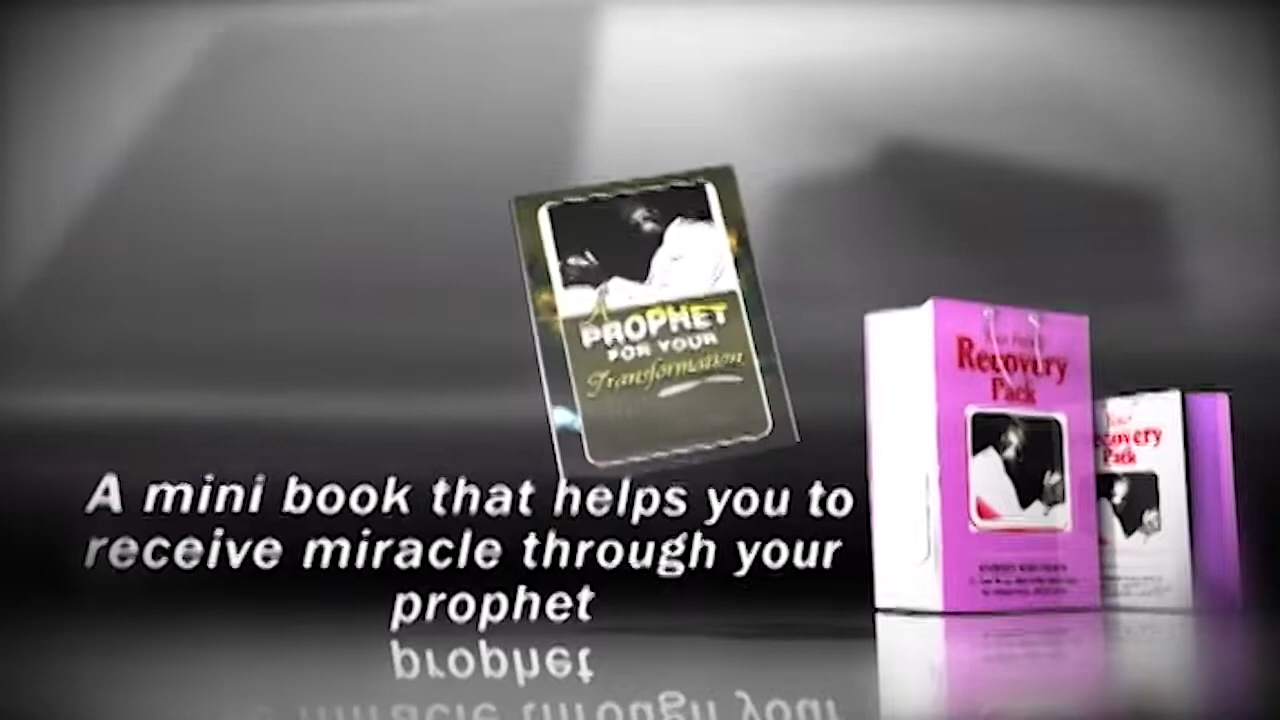 A
PROPHET
FOR YOUR
Transformation
Recovery
Pack
Your
Recovery
Pack
A mini book that helps you to
receive miracle through your
prophet